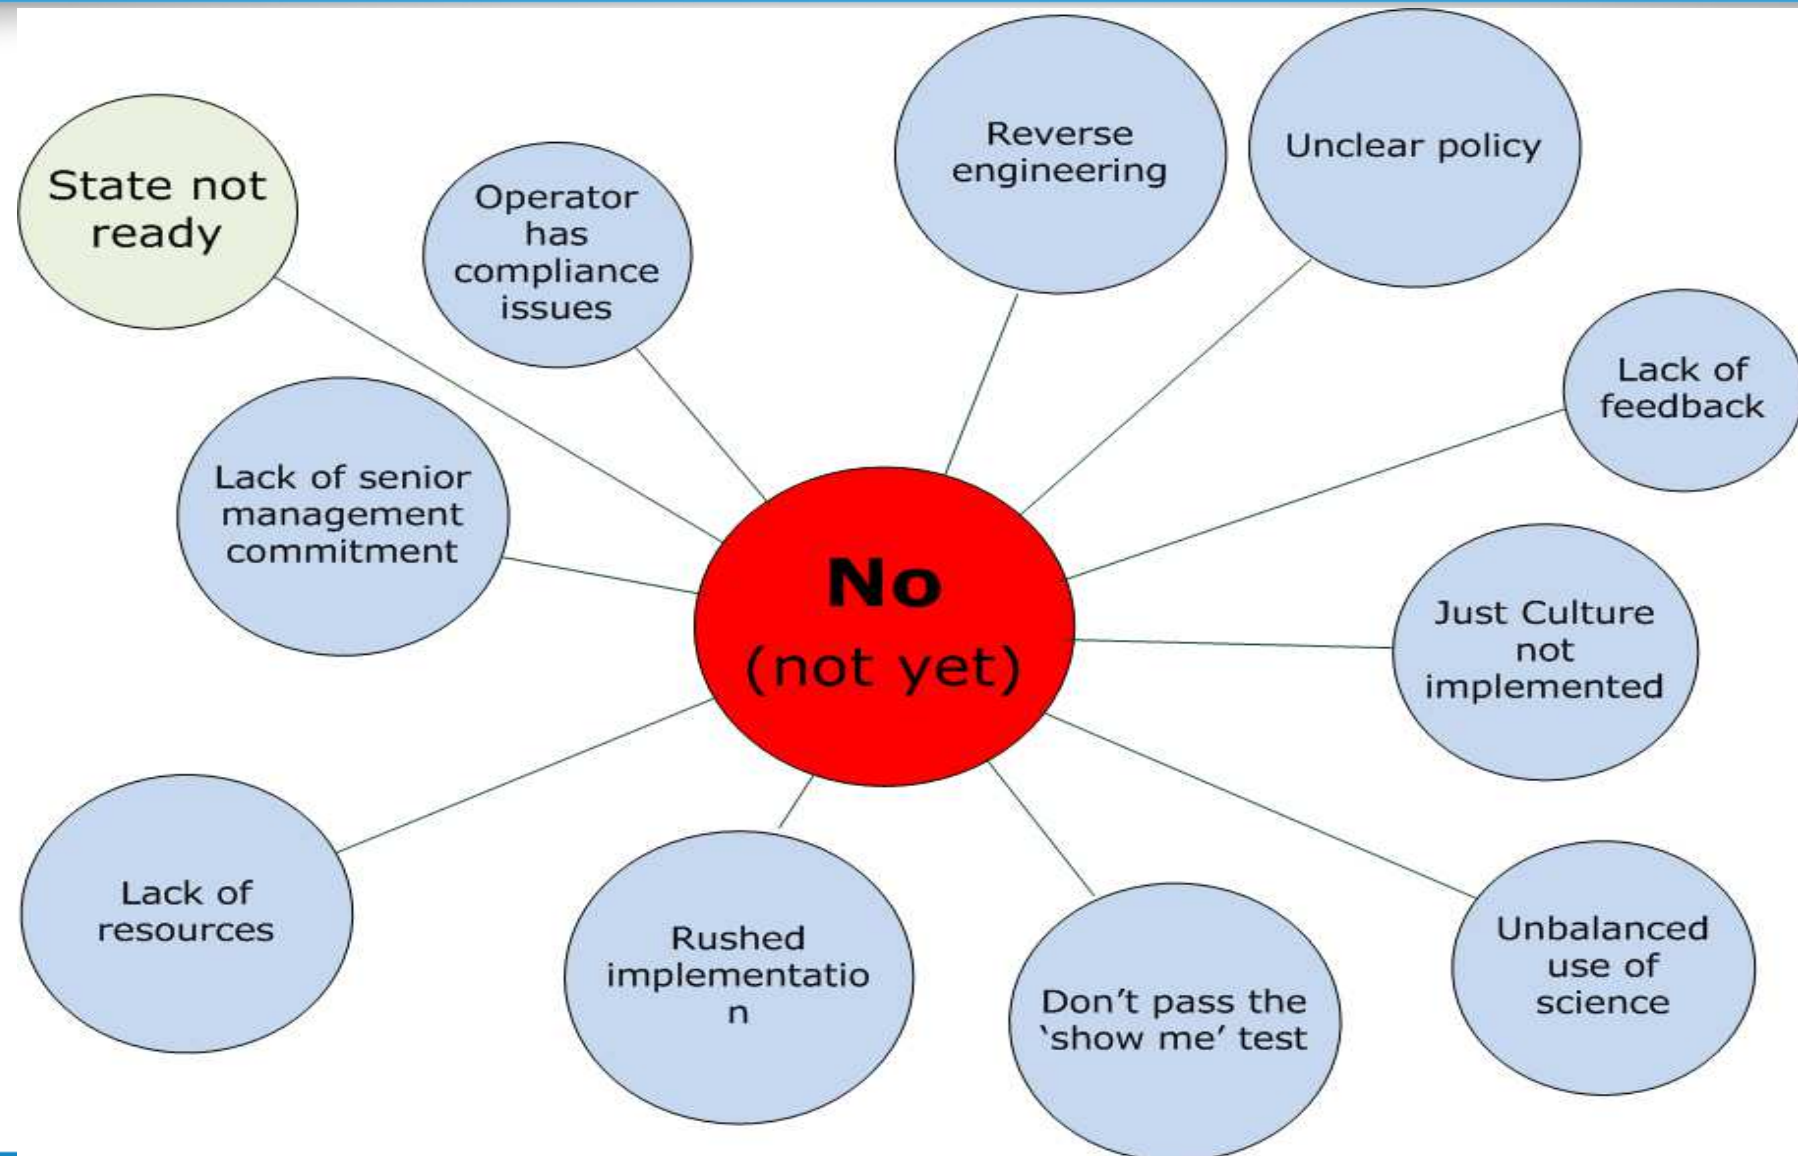 State not
ready
Operator
has
compliance
issues
Reverse
engineering
Unclear policy
Lack of
feedback
Lack of senior
management
commitment
No
(not yet)
Just Culture
not
implemented
Lack of
resources
Rushed
implementatio
n
Don’t pass the
‘show me’ test
Unbalanced
use of
science